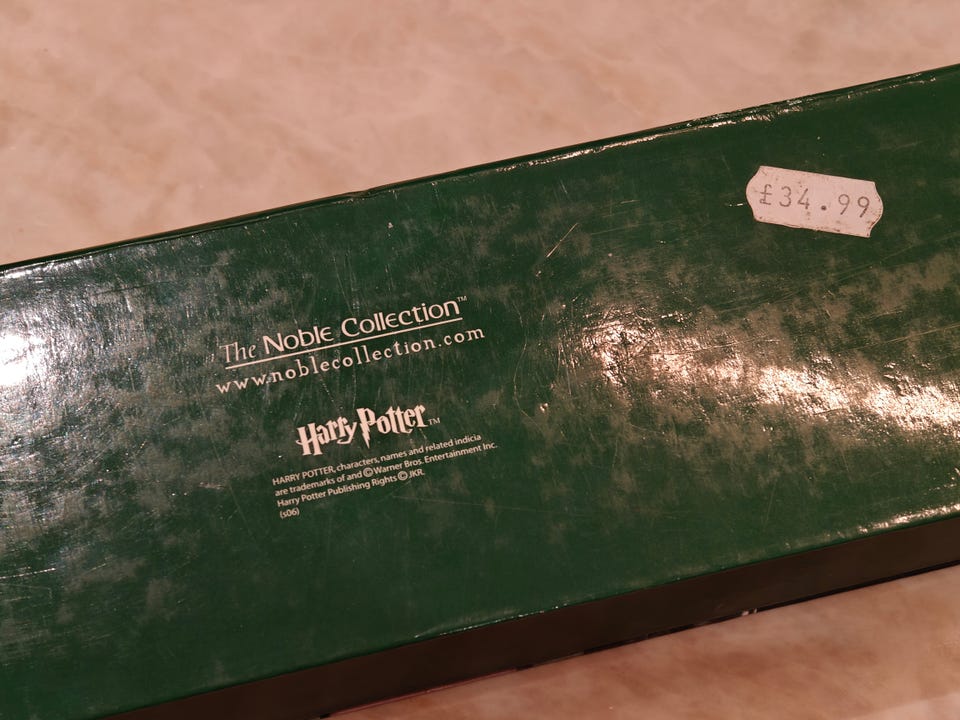 £34.99
The Noble Collection™
www.noblecollection.com
Harry Potter™
HARRY POTTER, characters, names and related indicia
are trademarks of and © Warner Bros. Entertainment Inc.
Harry Potter Publishing Rights © JKR.
(s06)